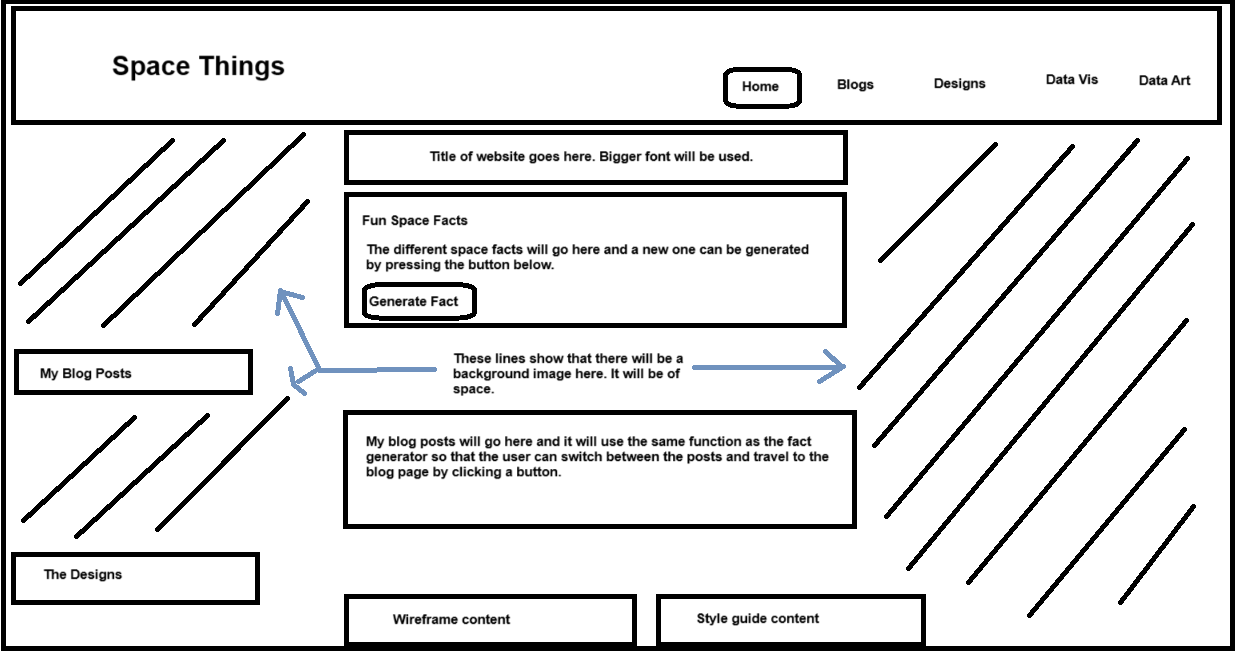 Space Things
Home
Blogs
Designs
Data Vis
Data Art
Title of website goes here. Bigger font will be used.
Fun Space Facts
The different space facts will go here and a new one can be generated
by pressing the button below.
Generate Fact
These lines show that there will be a
background image here. It will be of
space.
My Blog Posts
My blog posts will go here and it will use the same function as the fact
generator so that the user can switch between the posts and travel to the
blog page by clicking a button.
The Designs
Wireframe content
Style guide content